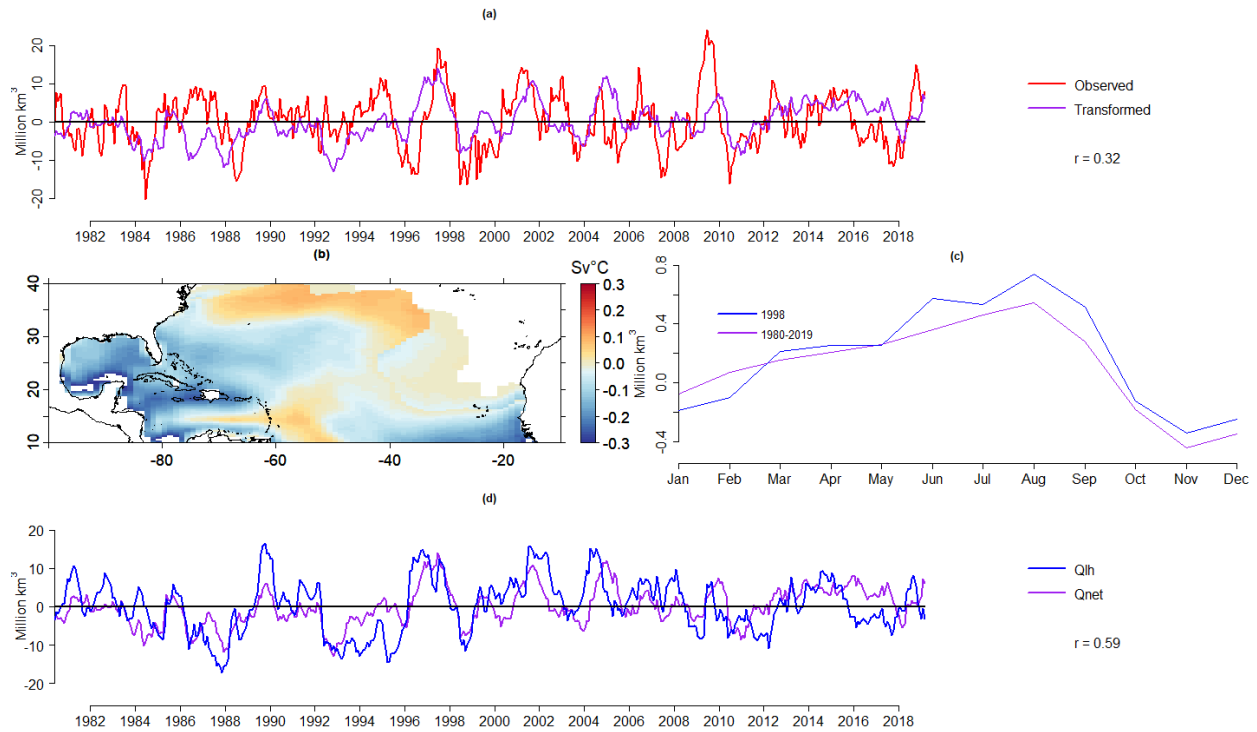 (a)
Million km³
20
10
0
-10
-20
1982 1984 1986 1988 1990 1992 1994 1996 1998 2000 2002 2004 2006 2008 2010 2012 2014 2016 2018
Observed
Transformed
r = 0.32
(b)
Sv°C
40
30
20
10
-80 -60 -40 -20
0.3
0.2
0.1
0.0
-0.1
-0.2
-0.3
(c)
Million km³
0.8
0.4
0.0
-0.4
1998
1980-2019
Jan Feb Mar Apr May Jun Jul Aug Sep Oct Nov Dec
(d)
Million km³
20
10
0
-10
-20
1982 1984 1986 1988 1990 1992 1994 1996 1998 2000 2002 2004 2006 2008 2010 2012 2014 2016 2018
Qlh
Qnet
r = 0.59